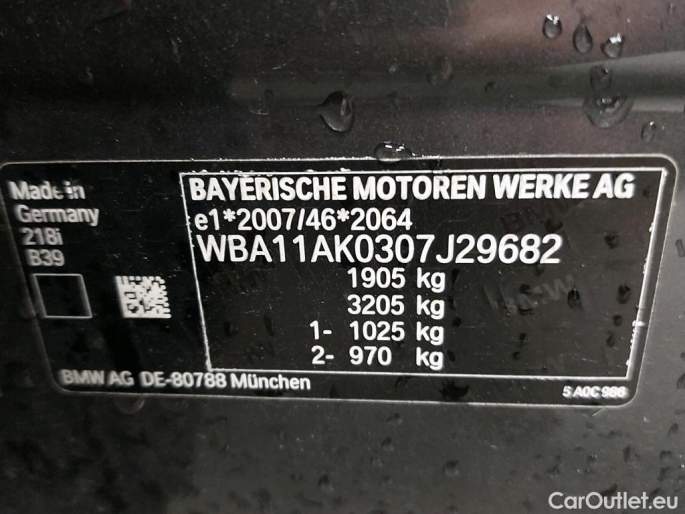 Made in
Germany
218i
B39
BAYERISCHE MOTOREN WERKE AG
e1*2007/46*2064
WBA11AK0307J29682
1905 kg
3205 kg
1- 1025 kg
2- 970 kg
BMW AG DE-80788 München
5 A0C 986
CarOutlet.eu